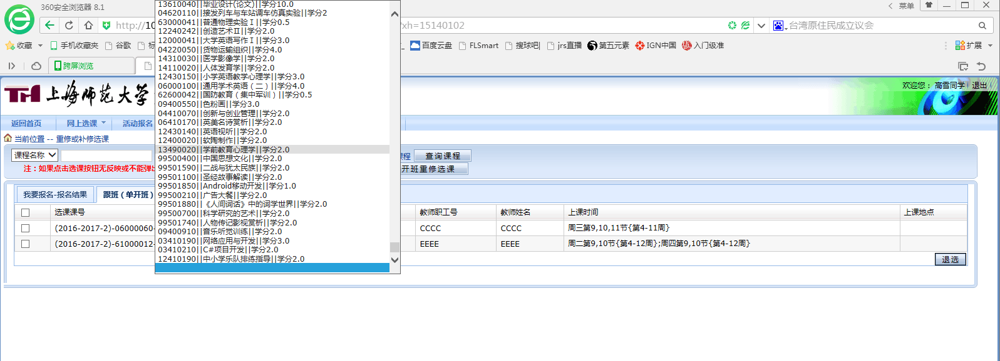 360安全浏览器 8.1
菜单
http://10
?xh=15140102
台湾原住民成立议会
收藏 手机收藏夹 谷歌 标
百度云盘 FLSmart 搜球吧| jrs直播 第五元素 IGN中国 入门级准
扩展
跨屏浏览
上海师范大学
欢迎您： 高雪同学 退出
返回首页 网上选课 活动报名
当前位置 -- 重修或补修选课
课程名称
课程 查询课程
注：如果点击选课按钮无反映或不能弹出
开班重修选课
我要报名-报名结果 跟班（单开班）
选课课号 教师职工号 教师姓名 上课时间 上课地点
(2016-2017-2)-06000060- CCCC CCCC 周三第9,10,11节{第4-11周}
(2016-2017-2)-61000012- EEEE EEEE 周二第9,10节{第4-12周};周四第9,10节{第4-12周}
退选
13610040||毕业设计(论文)||学分10.0
04620110||接发列车与车站调车仿真实验||学分2
63000041||普通物理实验Ⅰ||学分0.5
12240242||创造艺术Ⅱ||学分2.0
12000041||大学英语写作Ⅰ||学分3.0
04220050||货物运输组织||学分4.0
14310030||医学影像学||学分2.0
14110020||人体发育学||学分2.0
12430150||小学英语教学心理学||学分3.0
06000100||通用学术英语（二）||学分4.0
62600042||国防教育（集中军训）||学分0.5
09400550||色粉画||学分3.0
04410070||创新与创业管理||学分2.0
06410170||英美名诗赏析||学分2.0
12430140||英语视听||学分2.0
12400020||软陶制作||学分2.0
13490020||学前教育心理学||学分2.0
99500400||中国思想文化||学分2.0
99501590||二战与犹太民族||学分2.0
99501100||圣经故事解读||学分2.0
99501850||Android移动开发||学分1.0
99500210||广告大餐||学分2.0
99501880||《人间词话》中的词学世界||学分2.0
99500700||科学研究的艺术||学分2.0
99501740||人物传记影视赏析||学分2.0
09400910||音乐听觉训练||学分2.0
03410190||网络应用与开发||学分3.0
03410210||C#项目开发||学分2.0
12410190||中小学乐队排练指导||学分2.0